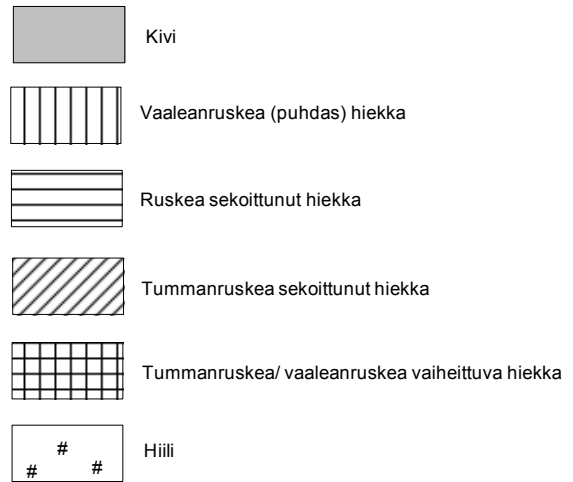 Kivi
Vaaleanruskea (puhdas) hiekka
Ruskea sekoittunut hiekka
Tummanruskea sekoittunut hiekka
Tummanruskea/ vaaleanruskea vaiheittuva hiekka
# # # Hiili